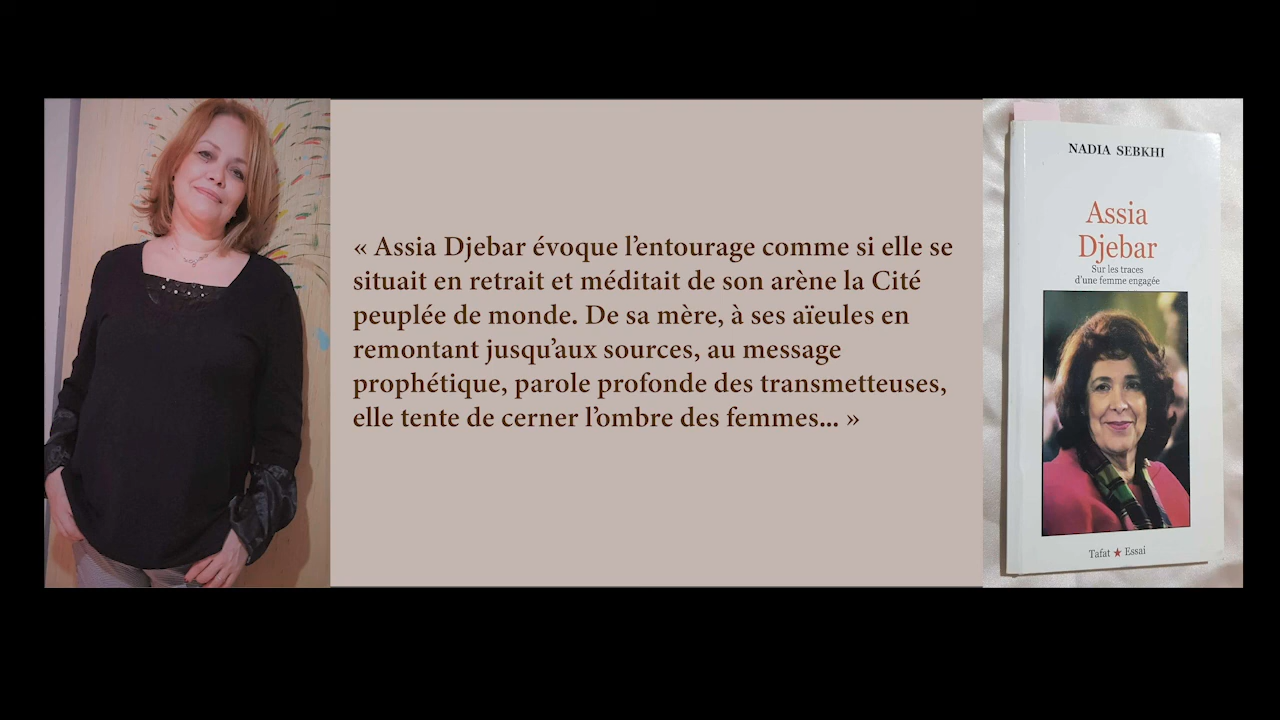 « Assia Djebar évoque l’entourage comme si elle se
situait en retrait et méditait de son arène la Cité
peuplée de monde. De sa mère, à ses aïeules en
remontant jusqu’aux sources, au message
prophétique, parole profonde des transmetteuses,
elle tente de cerner l’ombre des femmes... »
NADIA SEBKHI
Assia
Djebar
Sur les traces
d'une femme engagée
Tafat ★ Essai